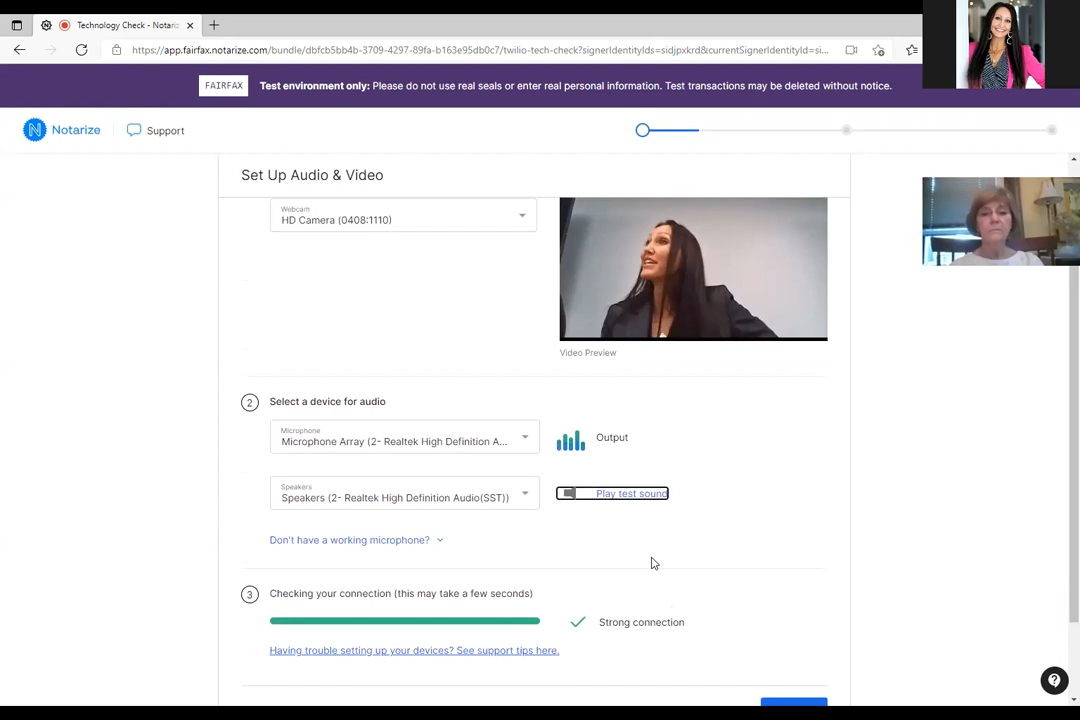 Technology Check - Notariz
https://app.fairfax.notarize.com/bundle/dbfcb5bb4b-3709-4297-89fa-b163e95db0c7/twilio-tech-check?signerIdentityIds=sidjpxkrd&currentSignerIdentityId=si...
FAIRFAX Test environment only: Please do not use real seals or enter real personal information. Test transactions may be deleted without notice.
N Notarize Support
Set Up Audio & Video
Webcam
HD Camera (0408:1110)
Video Preview
2 Select a device for audio
Microphone
Microphone Array (2- Realtek High Definition A...
Output
Speakers
Speakers (2- Realtek High Definition Audio(SST))
Play test sound
Don't have a working microphone?
3 Checking your connection (this may take a few seconds)
Strong connection
Having trouble setting up your devices? See support tips here.